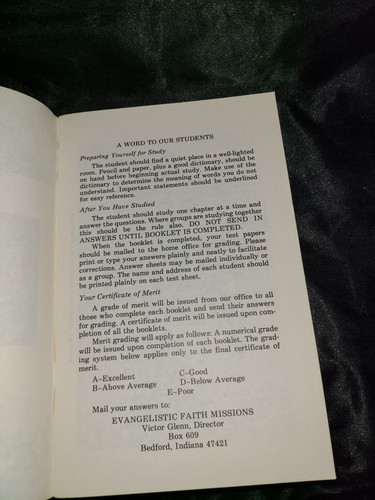 A WORD TO OUR STUDENTS
Preparing Yourself for Study
The student should find a quiet place in a well-lighted
room. Pencil and paper, plus a good dictionary, should be
on hand before beginning actual study. Make use of the
dictionary to determine the meaning of words you do not
understand. Important statements should be underlined
for easy reference.
After You Have Studied
The student should study one chapter at a time and
answer the questions. Where groups are studying together
this should be the rule also. DO NOT SEND IN
ANSWERS UNTIL BOOKLET IS COMPLETED.
When the booklet is completed, your test papers
should be mailed to the home office for grading. Please
print or type your answers plainly and neatly to facilitate
corrections. Answer sheets may be mailed individually or
as a group. The name and address of each student should
be printed plainly on each test sheet.
Your Certificate of Merit
A grade of merit will be issued from our office to all
those who complete each booklet and send their answers
for grading. A certificate of merit will be issued upon com-
pletion of all the booklets.
Merit grading will apply as follows: A numerical grade
will be issued upon completion of each booklet. The grad-
ing system below applies only to the final certificate of
merit.
A–Excellent C–Good
B–Above Average D–Below Average
E–Poor
Mail your answers to:
EVANGELISTIC FAITH MISSIONS
Victor Glenn, Director
Box 609
Bedford, Indiana 47421